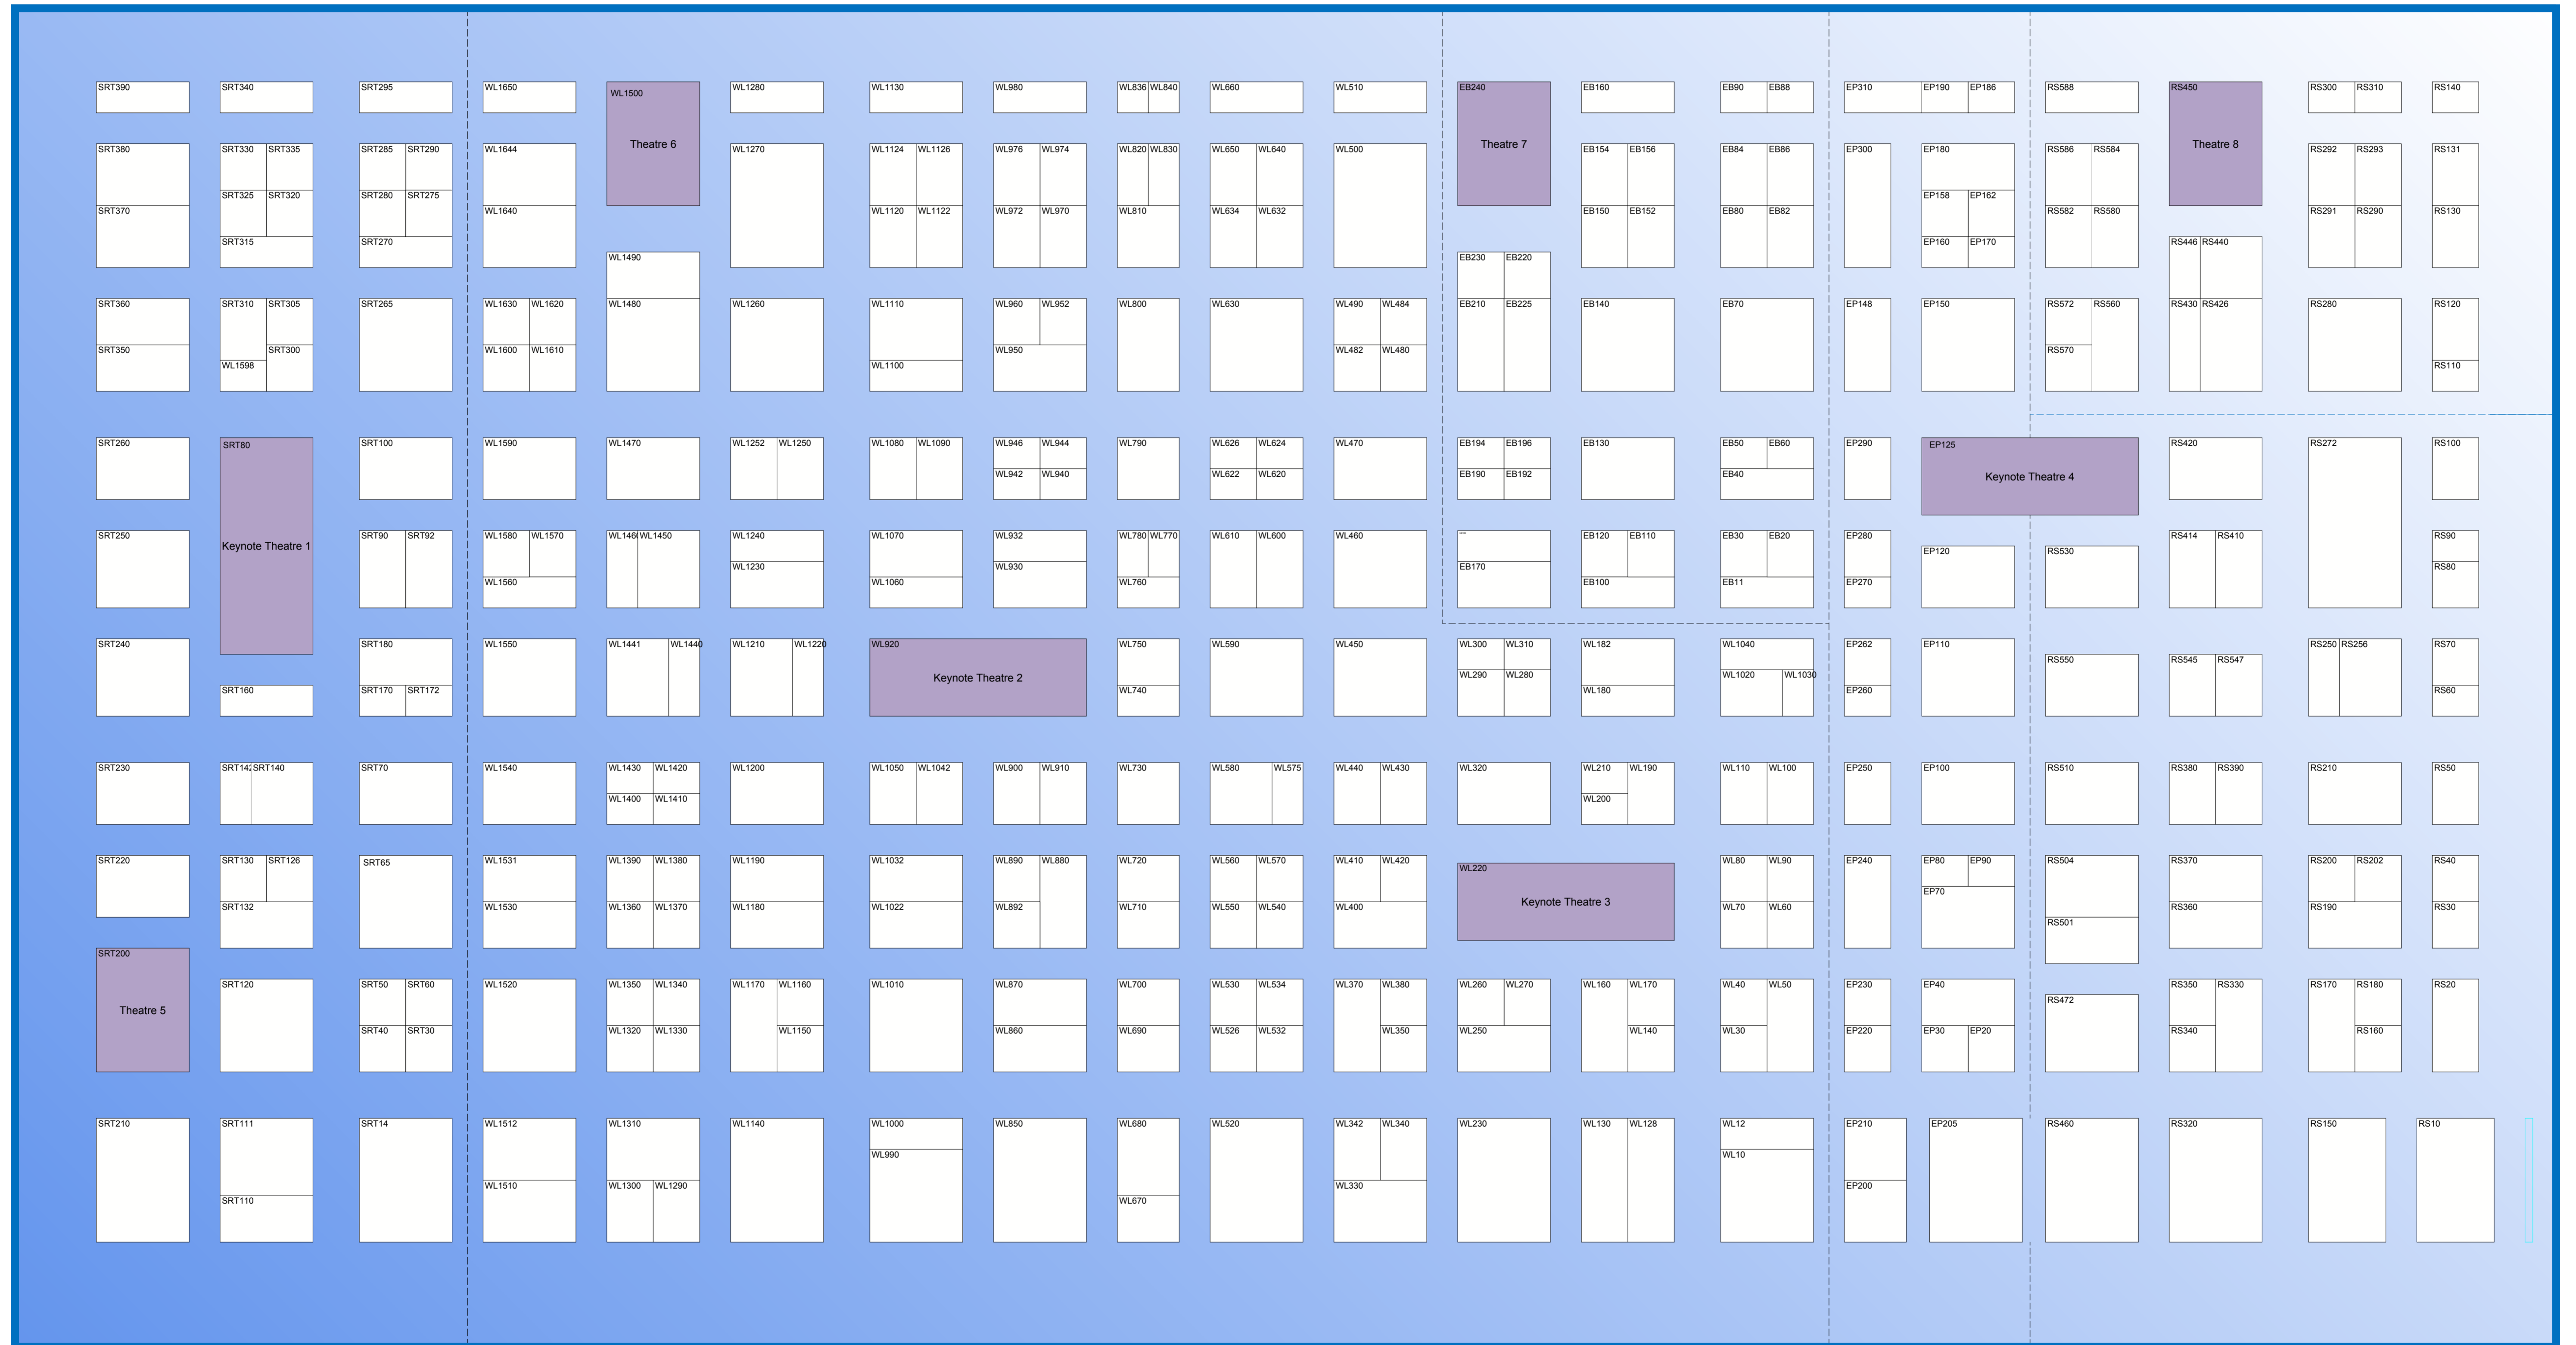 SRT390 SRT340 SRT295 WL1650 WL1500 WL1280 WL1130 WL980 WL836 WL840 WL660 WL510 EB240 EB160 EB90 EB88 EP310 EP190 EP186 RS588 RS450 RS300 RS310 RS140
Theatre 6 Theatre 7 Theatre 8
SRT380 SRT330 SRT335 SRT285 SRT290 WL1644 WL1270 WL1124 WL1126 WL976 WL974 WL820 WL830 WL650 WL640 WL500 EB154 EB156 EB84 EB86 EP300 EP180 RS586 RS584 RS292 RS293 RS131
SRT325 SRT320 SRT280 SRT275 EP158 EP162
SRT370 WL1640 WL1120 WL1122 WL972 WL970 WL810 WL634 WL632 EB150 EB152 EB80 EB82 RS582 RS580 RS291 RS290 RS130
SRT315 SRT270 EP160 EP170 RS446 RS440
WL1490 EB230 EB220
SRT360 SRT310 SRT305 SRT265 WL1630 WL1620 WL1480 WL1260 WL1110 WL960 WL952 WL800 WL630 WL490 WL484 EB210 EB225 EB140 EB70 EP148 EP150 RS572 RS560 RS430 RS426 RS280 RS120
SRT350 SRT300 WL1600 WL1610 WL950 WL482 WL480 RS570
WL1598 WL1100 RS110
SRT260 SRT80 SRT100 WL1590 WL1470 WL1252 WL1250 WL1080 WL1090 WL946 WL944 WL790 WL626 WL624 WL470 EB194 EB196 EB130 EB50 EB60 EP290 EP125 RS420 RS272 RS100
WL942 WL940 WL622 WL620 EB190 EB192 EB40 Keynote Theatre 4
SRT250 Keynote Theatre 1 SRT90 SRT92 WL1580 WL1570 WL1460 WL1450 WL1240 WL1070 WL932 WL780 WL770 WL610 WL600 WL460 --- EB120 EB110 EB30 EB20 EP280 RS414 RS410 RS90
EP120 RS530
WL1230 WL930 EB170 RS80
WL1560 WL1060 WL760 EB100 EB11 EP270
SRT240 SRT180 WL1550 WL1441 WL1440 WL1210 WL1220 WL920 WL750 WL590 WL450 WL300 WL310 WL182 WL1040 EP262 EP110 RS250 RS256 RS70
RS550 RS545 RS547
Keynote Theatre 2 WL290 WL280 WL1020 WL1030
SRT160 SRT170 SRT172 WL740 WL180 EP260 RS60
SRT230 SRT142 SRT140 SRT70 WL1540 WL1430 WL1420 WL1200 WL1050 WL1042 WL900 WL910 WL730 WL580 WL575 WL440 WL430 WL320 WL210 WL190 WL110 WL100 EP250 EP100 RS510 RS380 RS390 RS210 RS50
WL1400 WL1410 WL200
SRT220 SRT130 SRT126 SRT65 WL1531 WL1390 WL1380 WL1190 WL1032 WL890 WL880 WL720 WL560 WL570 WL410 WL420 WL220 WL80 WL90 EP240 EP80 EP90 RS504 RS370 RS200 RS202 RS40
EP70
SRT132 WL1530 WL1360 WL1370 WL1180 WL1022 WL892 WL710 WL550 WL540 WL400 Keynote Theatre 3 WL70 WL60 RS360 RS190 RS30
RS501
SRT200
SRT120 SRT50 SRT60 WL1520 WL1350 WL1340 WL1170 WL1160 WL1010 WL870 WL700 WL530 WL534 WL370 WL380 WL260 WL270 WL160 WL170 WL40 WL50 EP230 EP40 RS350 RS330 RS170 RS180 RS20
RS472
Theatre 5
SRT40 SRT30 WL1320 WL1330 WL1150 WL860 WL690 WL526 WL532 WL350 WL250 WL140 WL30 EP220 EP30 EP20 RS340 RS160
SRT210 SRT111 SRT14 WL1512 WL1310 WL1140 WL1000 WL850 WL680 WL520 WL342 WL340 WL230 WL130 WL128 WL12 EP210 EP205 RS460 RS320 RS150 RS10
WL990 WL10
WL1510 WL1300 WL1290 WL330 EP200
SRT110 WL670